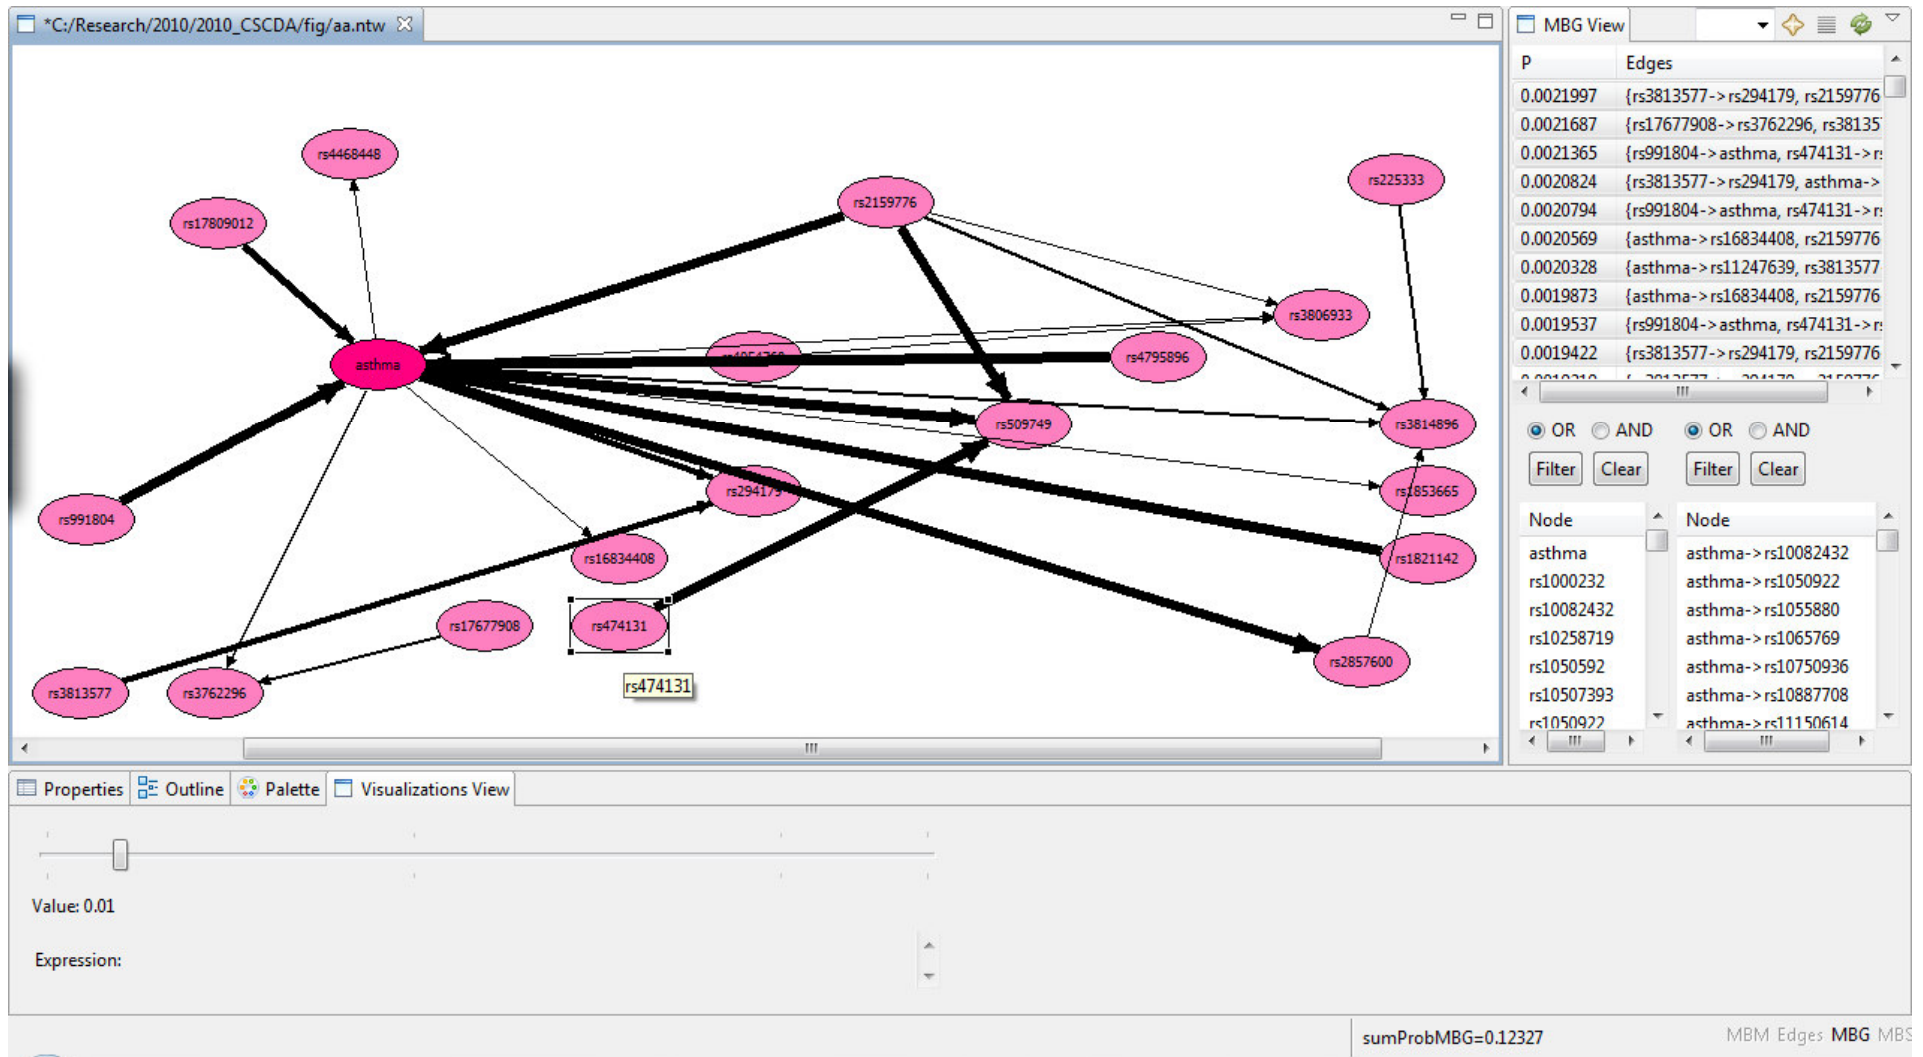 *C:/Research/2010/2010_CSCDA/fig/aa.ntw
rs4468448
rs17809012
rs2159776
rs225333
rs3806933
rs4795896
asthma
rs509749
rs3814896
rs294179
rs1853665
rs991804
rs16834408
rs1821142
rs17677908
rs474131
rs2857600
rs3813577
rs3762296
rs474131
MBG View
P Edges
0.0021997 {rs3813577->rs294179, rs2159776
0.0021687 {rs17677908->rs3762296, rs38135
0.0021365 {rs991804->asthma, rs474131->r
0.0020824 {rs3813577->rs294179, asthma->
0.0020794 {rs991804->asthma, rs474131->r
0.0020569 {asthma->rs16834408, rs2159776
0.0020328 {asthma->rs11247639, rs3813577
0.0019873 {asthma->rs16834408, rs2159776
0.0019537 {rs991804->asthma, rs474131->r
0.0019422 {rs3813577->rs294179, rs2159776
OR AND OR AND
Filter Clear Filter Clear
Node Node
asthma asthma->rs10082432
rs1000232 asthma->rs1050922
rs10082432 asthma->rs1055880
rs10258719 asthma->rs1065769
rs1050592 asthma->rs10750936
rs10507393 asthma->rs10887708
rs1050922 asthma->rs11150614
Properties Outline Palette Visualizations View
Value: 0.01
Expression:
sumProbMBG=0.12327 MBM Edges MBG MBS